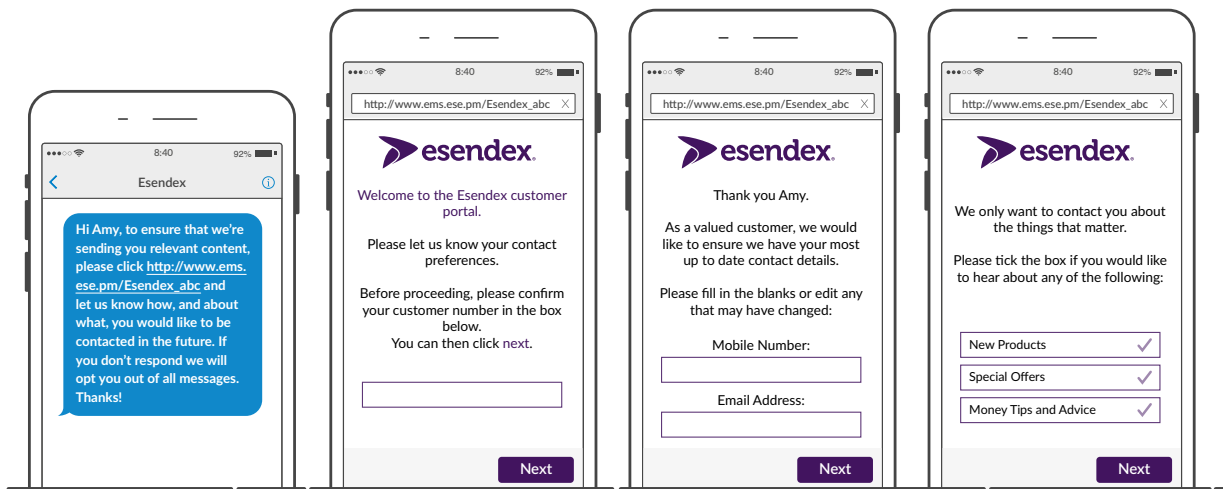 8:40
92%
Esendex
Hi Amy, to ensure that we're
sending you relevant content,
please click http://www.ems.
ese.pm/Esendex_abc and
let us know how, and about
what, you would like to be
contacted in the future. If
you don't respond we will
opt you out of all messages.
Thanks!
8:40
92%
http://www.ems.ese.pm/Esendex_abc X
esendex.
Welcome to the Esendex customer
portal.
Please let us know your contact
preferences.
Before proceeding, please confirm
your customer number in the box
below.
You can then click next.
Next
8:40
92%
http://www.ems.ese.pm/Esendex_abc X
esendex.
Thank you Amy.
As a valued customer, we would
like to ensure we have your most
up to date contact details.
Please fill in the blanks or edit any
that may have changed:
Mobile Number:
Email Address:
Next
8:40
92%
http://www.ems.ese.pm/Esendex_abc X
esendex.
We only want to contact you about
the things that matter.
Please tick the box if you would like
to hear about any of the following:
New Products
Special Offers
Money Tips and Advice
Next